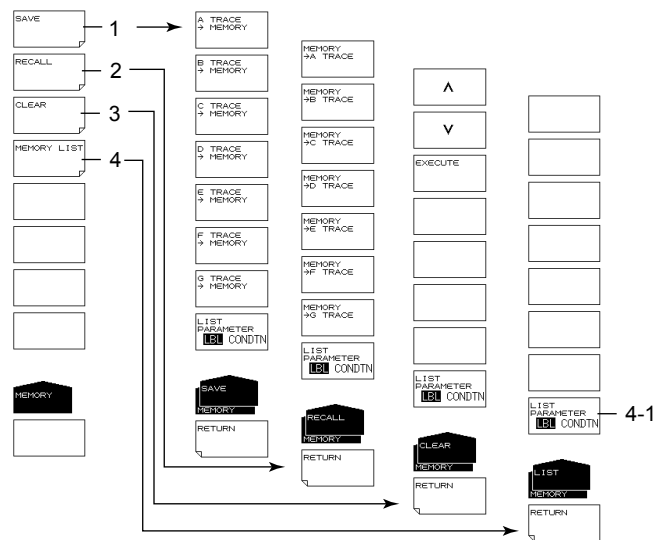 SAVE
1
RECALL
2
CLEAR
3
MEMORY LIST
4
MEMORY
A TRACE
→ MEMORY
B TRACE
→ MEMORY
C TRACE
→ MEMORY
D TRACE
→ MEMORY
E TRACE
→ MEMORY
F TRACE
→ MEMORY
G TRACE
→ MEMORY
LIST
PARAMETER
LBL CONDTN
SAVE
MEMORY
RETURN
MEMORY
→A TRACE
MEMORY
→B TRACE
MEMORY
→C TRACE
MEMORY
→D TRACE
MEMORY
→E TRACE
MEMORY
→F TRACE
MEMORY
→G TRACE
LIST
PARAMETER
LBL CONDTN
RECALL
MEMORY
RETURN
∧
∨
EXECUTE
LIST
PARAMETER
LBL CONDTN
CLEAR
MEMORY
RETURN
LIST
PARAMETER
LBL CONDTN
4-1
LIST
MEMORY
RETURN